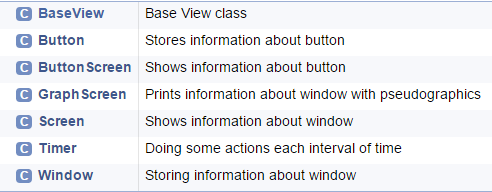 C BaseView Base View class
C Button Stores information about button
C ButtonScreen Shows information about button
C GraphScreen Prints information about window with pseudographics
C Screen Shows information about window
C Timer Doing some actions each interval of time
C Window Storing information about window